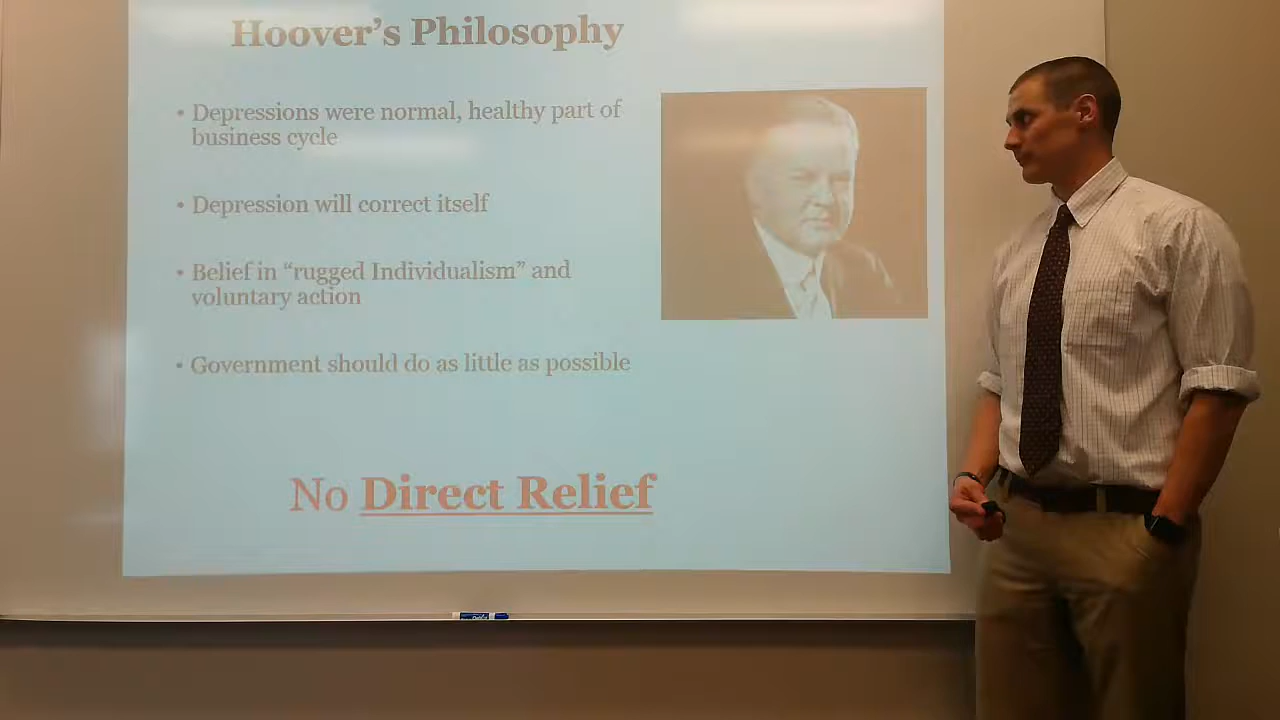 Hoover's Philosophy
• Depressions were normal, healthy part of
business cycle
• Depression will correct itself
• Belief in “rugged Individualism” and
voluntary action
• Government should do as little as possible
No Direct Relief